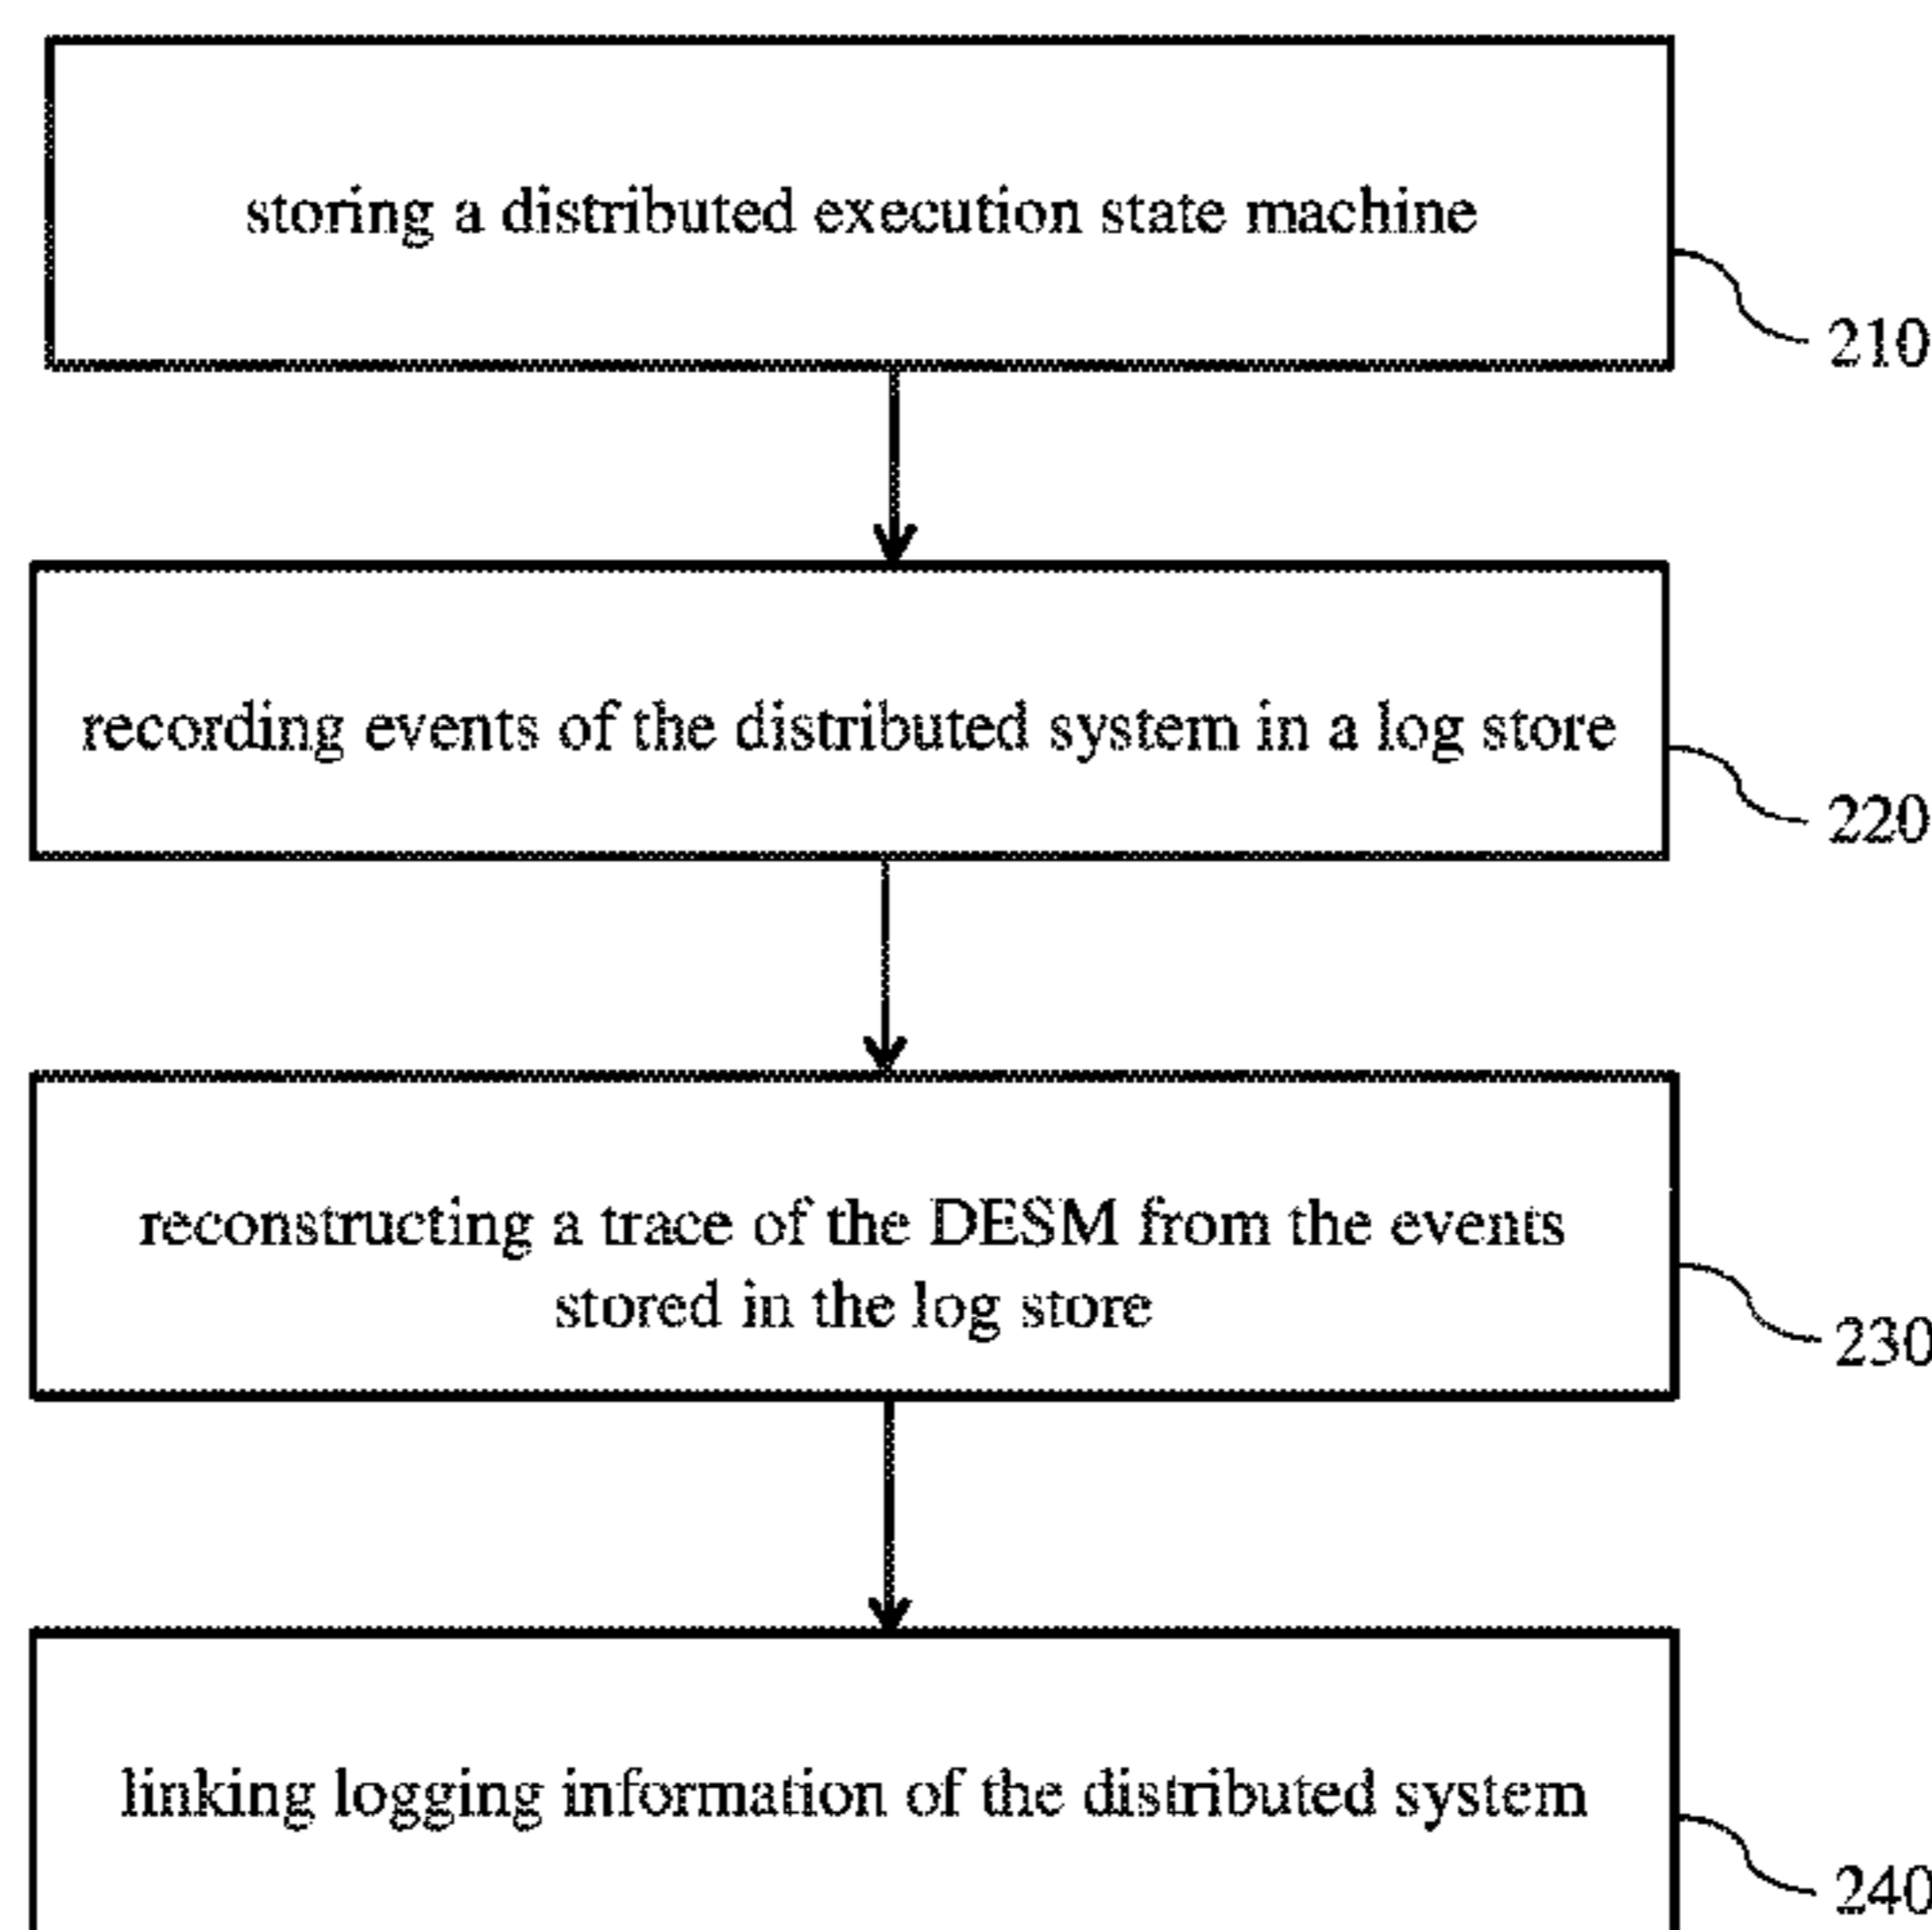 storing a distributed execution state machine
210
recording events of the distributed system in a log store
220
reconstructing a trace of the DESM from the events
stored in the log store
230
linking logging information of the distributed system
240